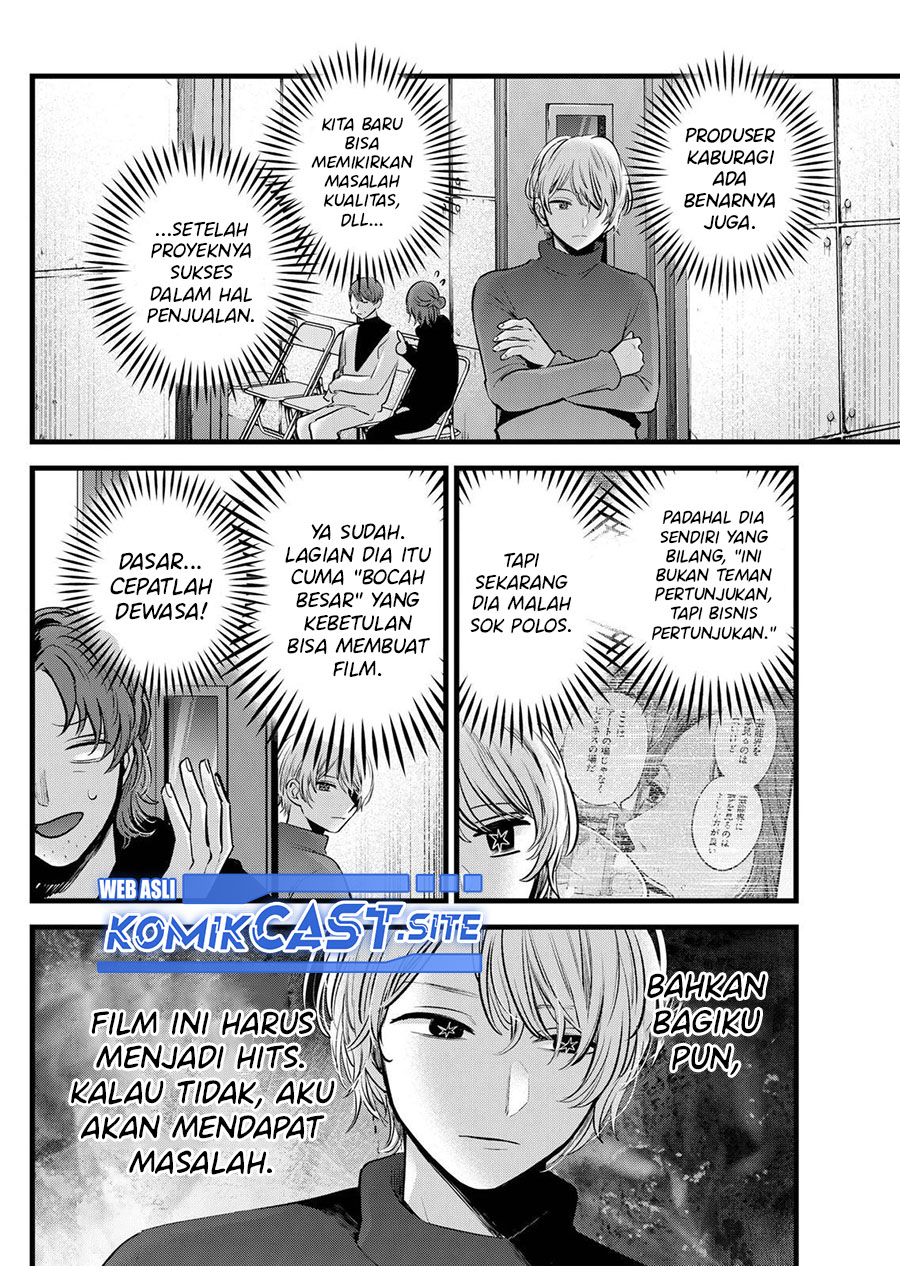 PRODUSER
KABURAGI
ADA
BENARNYA
JUGA.
KITA BARU
BISA
MEMIKIRKAN
MASALAH
KUALITAS,
DLL...
...SETELAH
PROYEKNYA
SUKSES
DALAM HAL
PENJUALAN.
PADAHAL DIA
SENDIRI YANG
BILANG, "INI
BUKAN TEMAN
PERTUNJUKAN,
TAPI BISNIS
PERTUNJUKAN."
TAPI
SEKARANG
DIA MALAH
SOK POLOS.
YA SUDAH.
LAGIAN DIA ITU
CUMA "BOCAH
BESAR" YANG
KEBETULAN
BISA MEMBUAT
FILM.
DASAR...
CEPATLAH
DEWASA!
WEB ASLI
KOMIKCAST.SITE
BAHKAN
BAGIKU
PUN,
FILM INI HARUS
MENJADI HITS.
KALAU TIDAK, AKU
AKAN MENDAPAT
MASALAH.